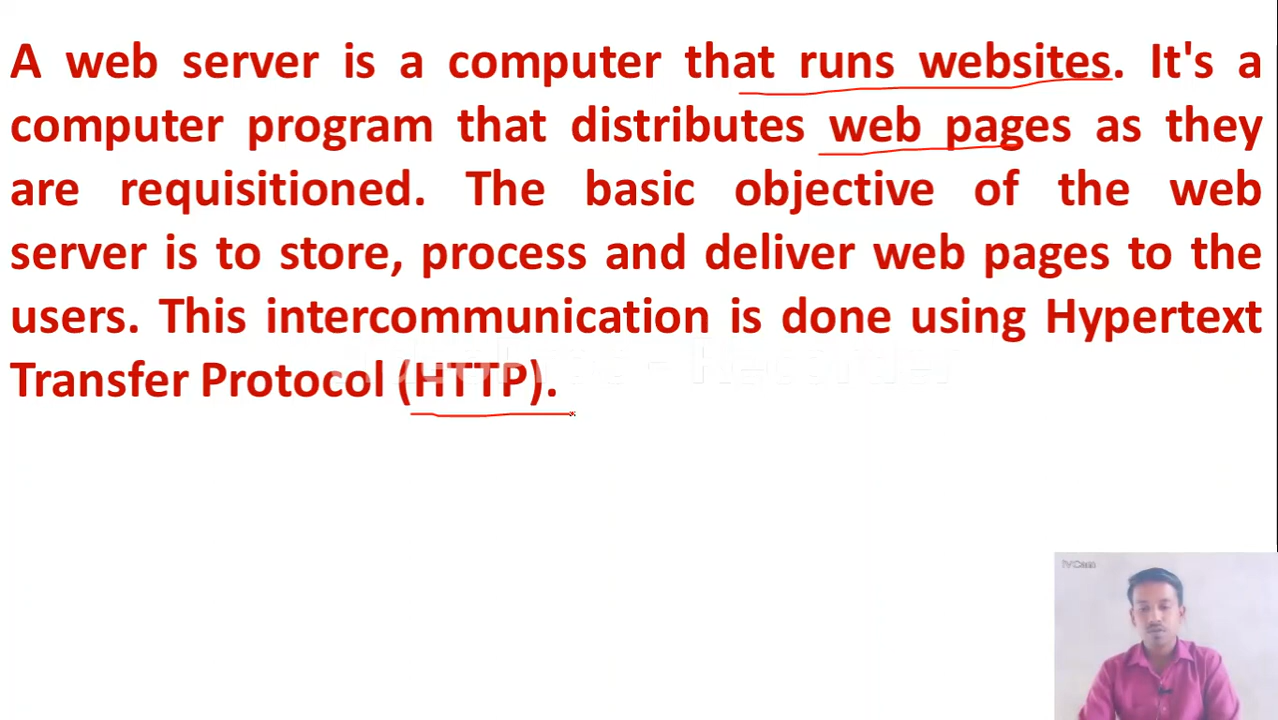 A web server is a computer that runs websites. It's a
computer program that distributes web pages as they
are requisitioned. The basic objective of the web
server is to store, process and deliver web pages to the
users. This intercommunication is done using Hypertext
Transfer Protocol (HTTP).